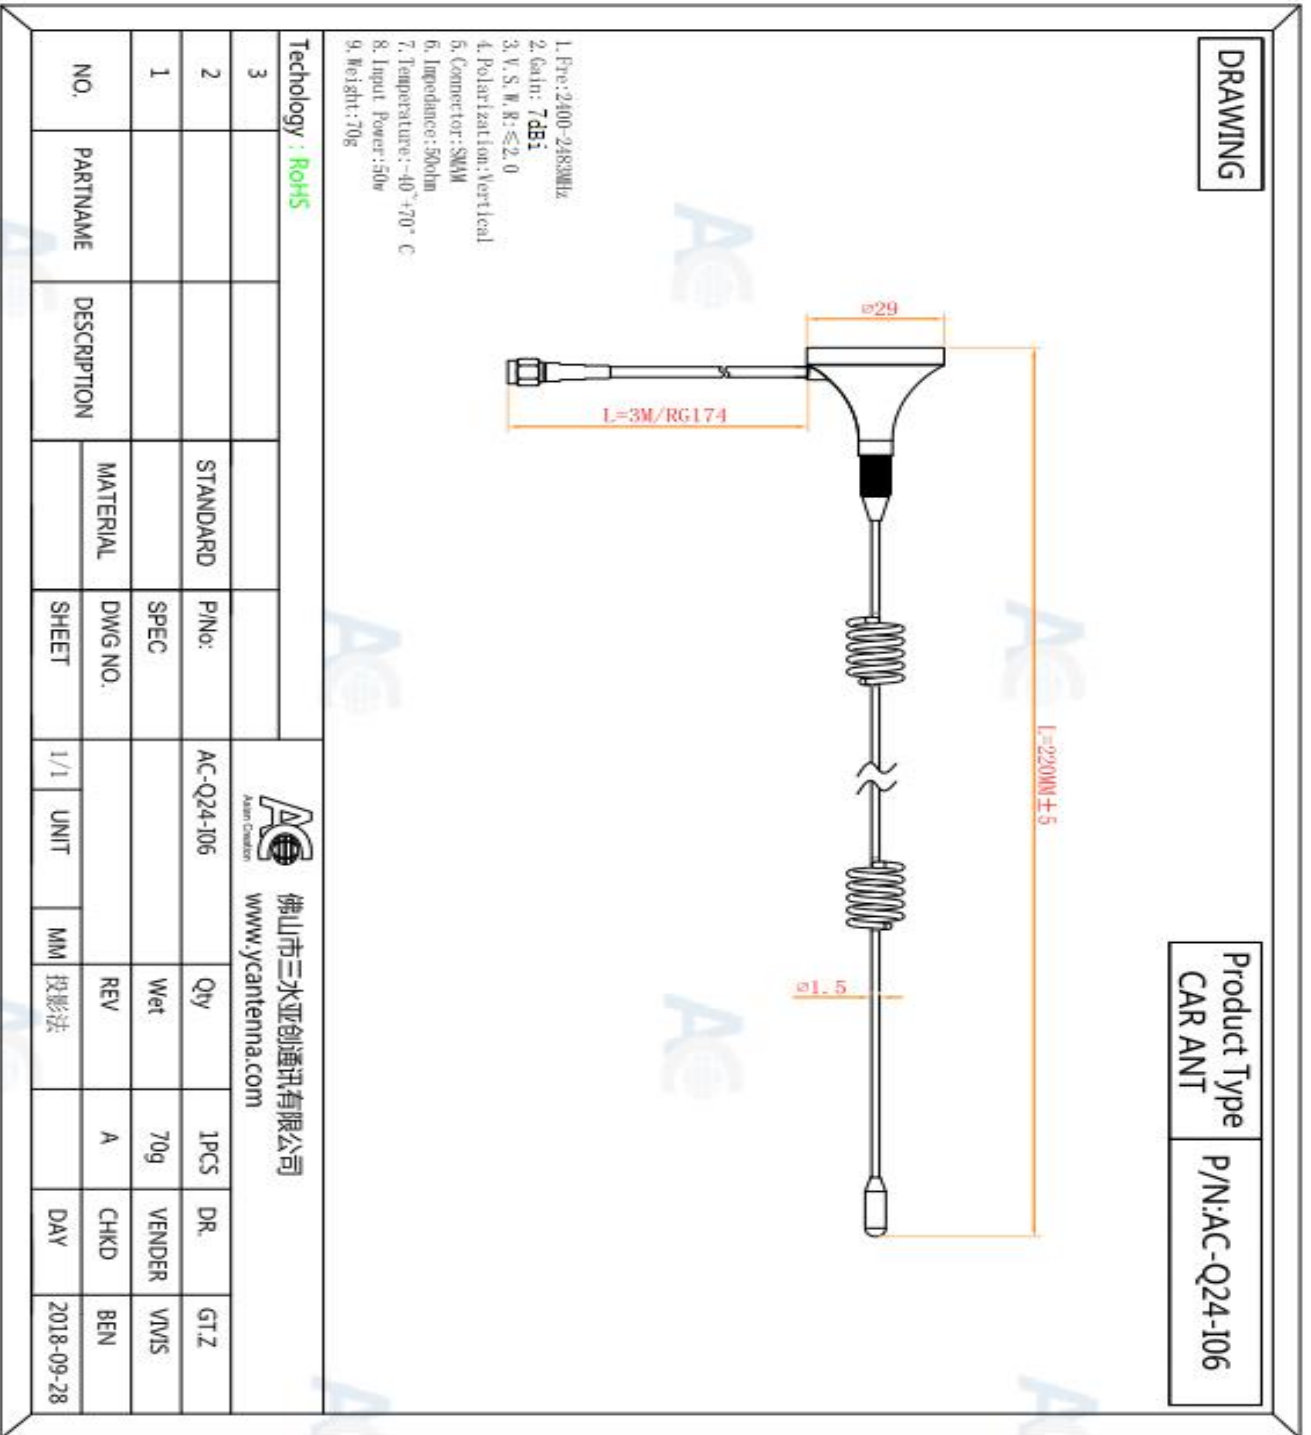 DRAWING
Product Type
CAR ANT
P/N:AC-Q24-I06
L=220MM±5
⌀29
L=3M/RG174
⌀1.5
1.Fre:2400-2483MHz
2.Gain: 7dBi
3.V.S.W.R:≤2.0
4.Polarization:Vertical
5.Connector:SMAM
6.Impedance:50ohm
7.Temperature:-40~+70° C
8.Input Power:50w
9.Weight:70g
Techology : RoHS
AC
Asian Creation
佛山市三水亚创通讯有限公司
www.ycantenna.com
3
2 STANDARD P/No: AC-Q24-I06 Qty 1PCS DR. GT.Z
1 SPEC Wet 70g VENDER VIVIS
MATERIAL DWG NO. REV A CHKD BEN
NO. PARTNAME DESCRIPTION SHEET 1/1 UNIT MM 投影法 DAY 2018-09-28